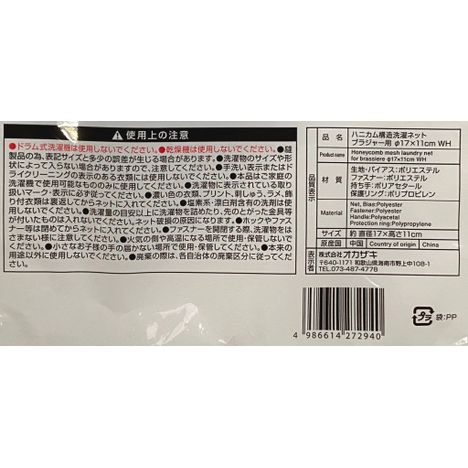 使用上の注意
●ドラム式洗濯機は使用しないでください。●乾燥機は使用しないでください。●縫
製品の為、表記サイズと多少の誤差が生じる場合があります。●洗濯物のサイズや形
状によって入らない場合がありますのでご注意ください。●手洗い表示またはド
ライクリーニングの表示のある衣類には使用しないでください。●本品はご家庭の
洗濯機で使用可能なもののみに使用してください。●洗濯物に表示されている取り
扱いマーク・表示に必ず従ってください。●濃い色の衣類、プリント、刺しゅう、ラメ、飾
り付衣類は裏返してからネットに入れてください。●塩素系・漂白剤含有の洗剤は使
用しないでください。ネット破損の原因になることがあります。●ホックやファス
ナー等は閉めてからネットに入れてください。
●洗濯量の目安以上に洗濯物を詰めたり、先のとがった金具等
が付いた洗濯物を入れないでください。●ファスナーを開閉する際、洗濯物をは
さまない様に注意してください。●火気の側や高温になる場所で使用・保管しないで
ください。●小さなお子様の手の届かない場所で使用・保管してください。●本来の
用途以外に使用しないでください。●廃棄の際は、各自治体の廃棄区分に従ってくだ
さい。
品質表示
品名
Product name
ハニカム構造洗濯ネット
ブラジャー用 φ17×11cm WH
Honeycomb mesh laundry net
for brassiere φ17x11cm WH
材質
Material
生地・バイアス:ポリエステル
ファスナー:ポリエステル
持ち手:ポリアセタール
保護リング:ポリプロピレン
Net, Bias:Polyester
Fastener:Polyester
Handle:Polyacetal
Protection ring:Polypropylene
サイズ 約 直径17×高さ11cm
原産国 中国 Country of origin China
表示者
株式会社オカザキ
〒640-1171 和歌山県海南市野上中108-1
TEL.073-487-4778
4 986614 272940
プラ
袋:PP